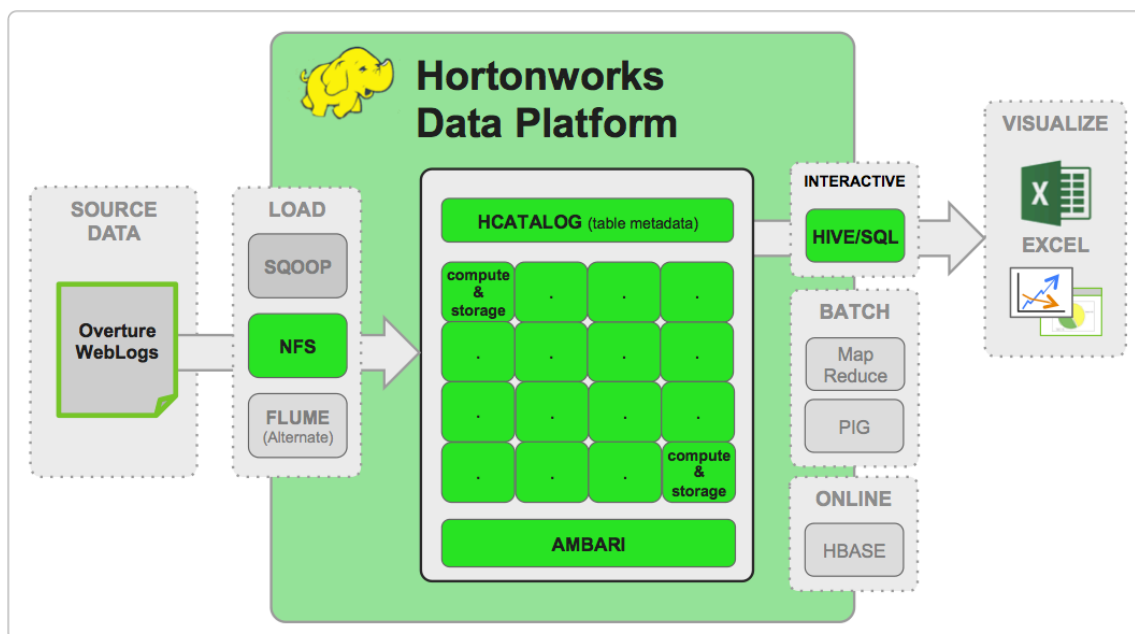 Hortonworks
Data Platform
SOURCE
DATA
Overture
WebLogs
LOAD
SQOOP
NFS
FLUME
(Alternate)
HCATALOG (table metadata)
compute
&
storage
. . .
. . . .
. . . .
. . .
compute
&
storage
AMBARI
INTERACTIVE
HIVE/SQL
BATCH
Map
Reduce
PIG
ONLINE
HBASE
VISUALIZE
X
EXCEL